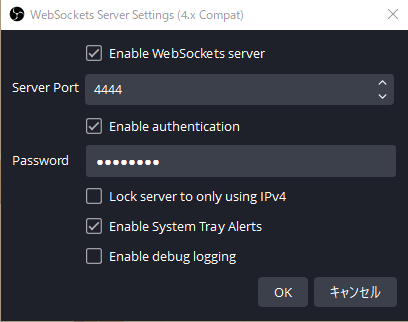 WebSockets Server Settings (4.x Compat)
Enable WebSockets server
Server Port 4444
Enable authentication
Password ●●●●●●●●
Lock server to only using IPv4
Enable System Tray Alerts
Enable debug logging
OK キャンセル